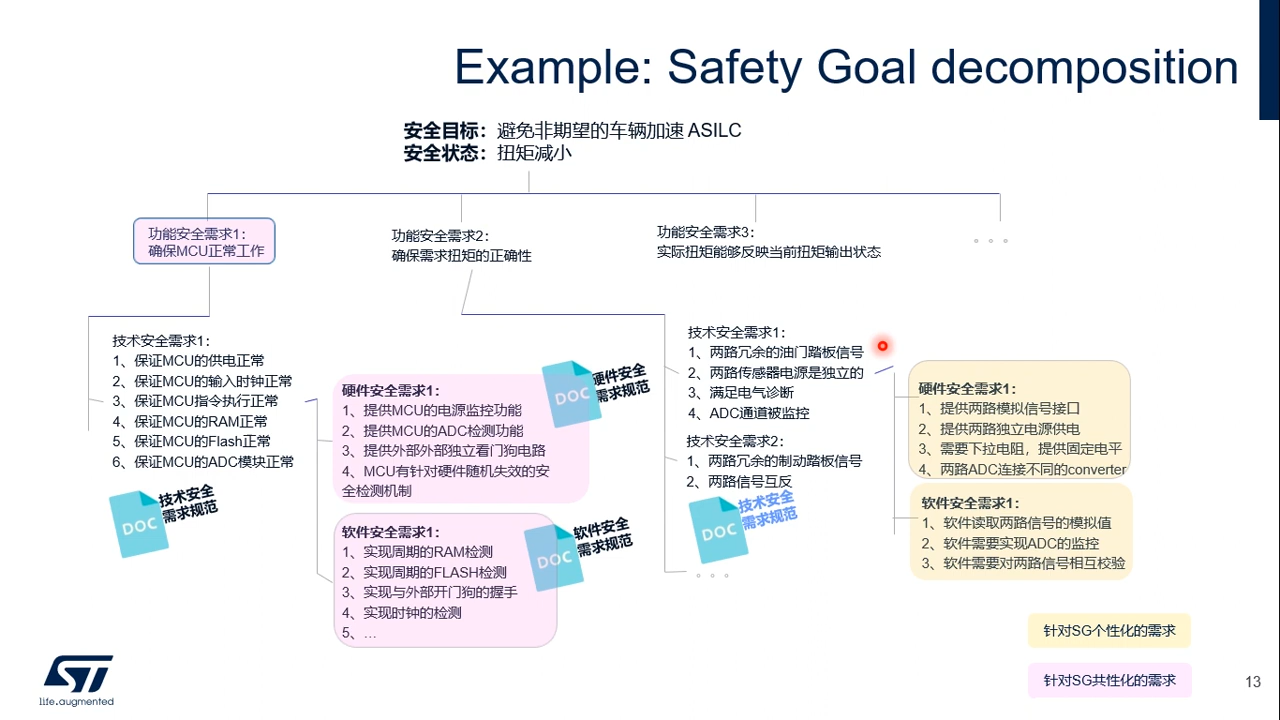 Example: Safety Goal decomposition
安全目标：避免非期望的车辆加速 ASILC
安全状态：扭矩减小
功能安全需求1：
确保MCU正常工作
功能安全需求2：
确保需求扭矩的正确性
功能安全需求3：
实际扭矩能够反映当前扭矩输出状态
。。。
技术安全需求1：
1、保证MCU的供电正常
2、保证MCU的输入时钟正常
3、保证MCU指令执行正常
4、保证MCU的RAM正常
5、保证MCU的Flash正常
6、保证MCU的ADC模块正常
DOC
技术安全
需求规范
硬件安全需求1：
1、提供MCU的电源监控功能
2、提供MCU的ADC检测功能
3、提供外部外部独立看门狗电路
4、MCU有针对硬件随机失效的安
全检测机制
DOC
硬件安全
需求规范
软件安全需求1：
1、实现周期的RAM检测
2、实现周期的FLASH检测
3、实现与外部开门狗的握手
4、实现时钟的检测
5、...
DOC
软件安全
需求规范
技术安全需求1：
1、两路冗余的油门踏板信号
2、两路传感器电源是独立的
3、满足电气诊断
4、ADC通道被监控
技术安全需求2：
1、两路冗余的制动踏板信号
2、两路信号互反
DOC
技术安全
需求规范
。。。
硬件安全需求1：
1、提供两路模拟信号接口
2、提供两路独立电源供电
3、需要下拉电阻，提供固定电平
4、两路ADC连接不同的converter
软件安全需求1：
1、软件读取两路信号的模拟值
2、软件需要实现ADC的监控
3、软件需要对两路信号相互校验
针对SG个性化的需求
针对SG共性化的需求
ST
life.augmented
13